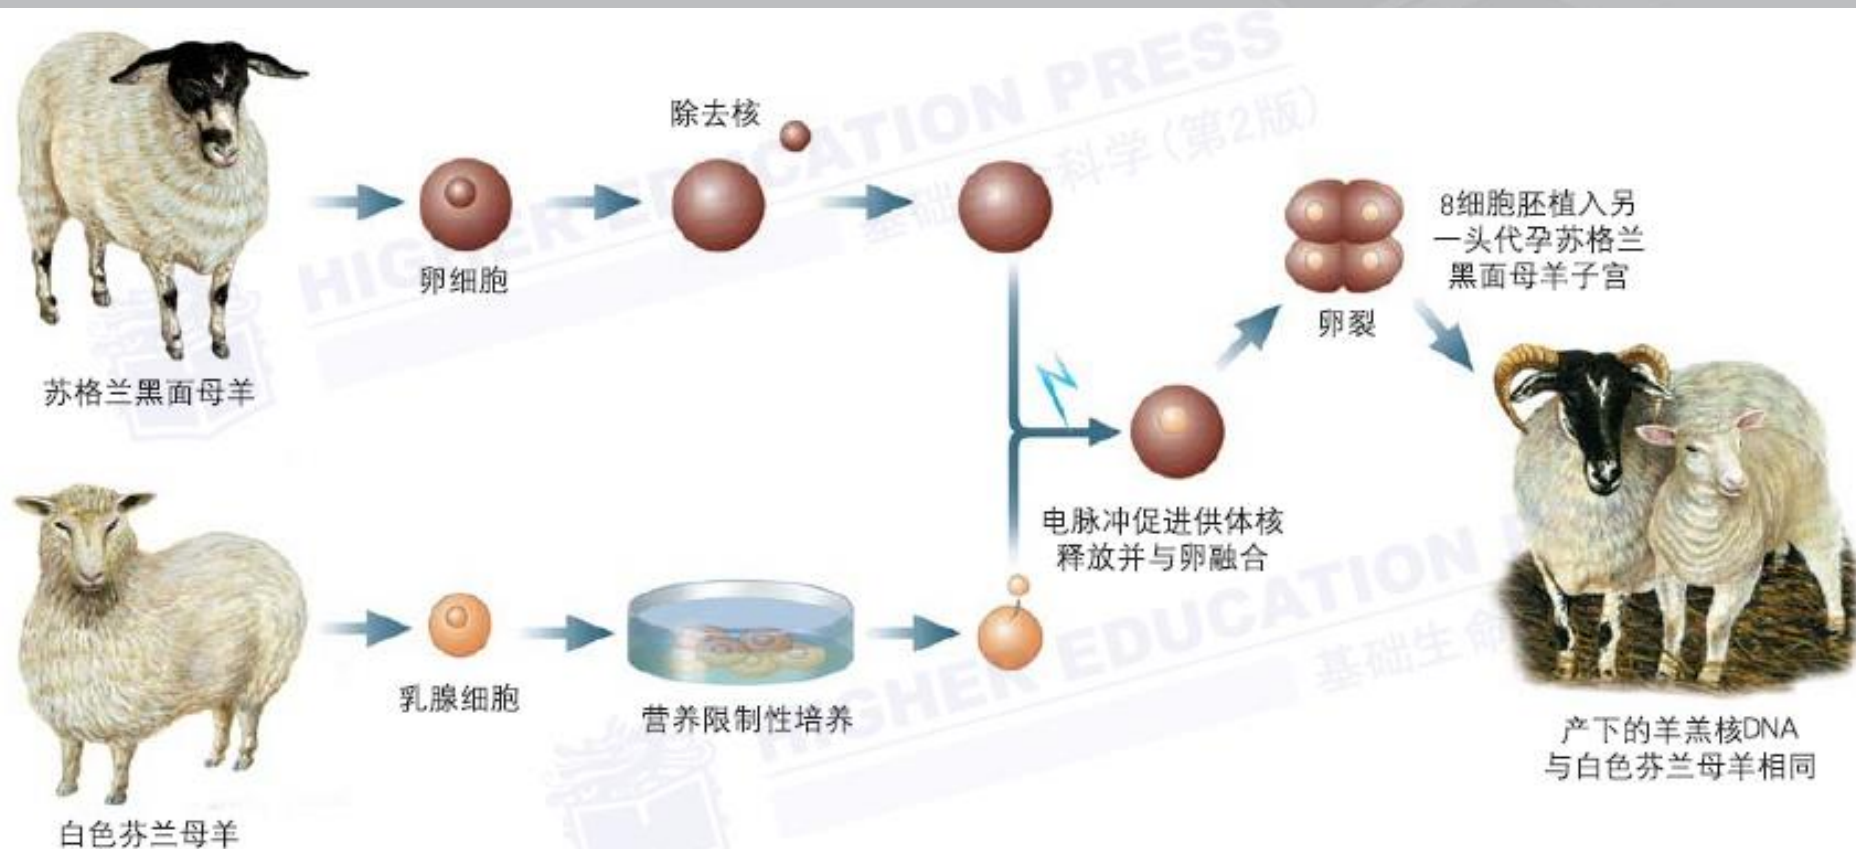 除去核
卵细胞
苏格兰黑面母羊
8细胞胚植入另
一头代孕苏格兰
黑面母羊子宫
卵裂
电脉冲促进供体核
释放并与卵融合
乳腺细胞
营养限制性培养
白色芬兰母羊
产下的羊羔核DNA
与白色芬兰母羊相同
HIGHER EDUCATION PRESS
HIGHER EDUCATION P
基础生命